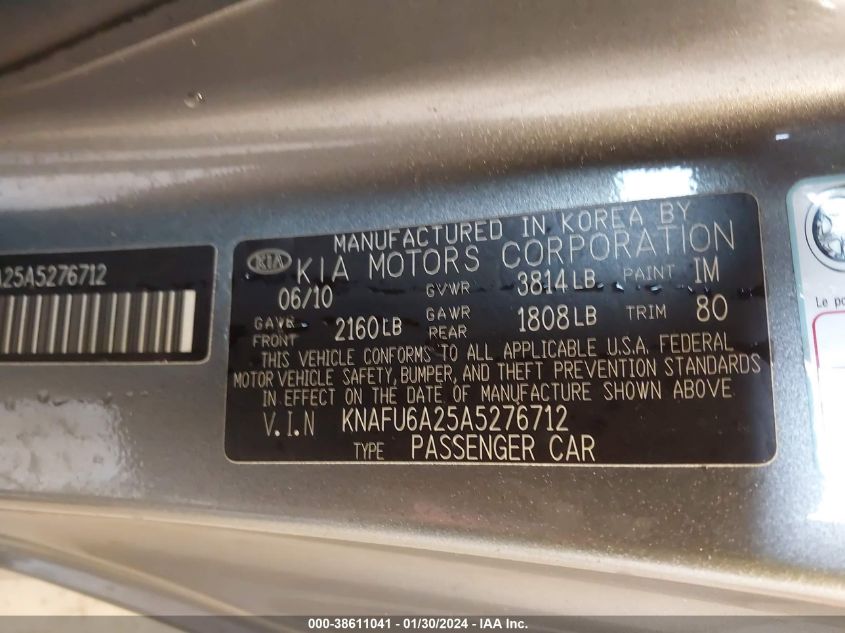 A25A5276712
MANUFACTURED IN KOREA BY
KIA KIA MOTORS CORPORATION
06/10 GVWR 3814LB PAINT 1M
GAWR FRONT 2160LB GAWR REAR 1808LB TRIM 80
THIS VEHICLE CONFORMS TO ALL APPLICABLE U.S.A. FEDERAL
MOTOR VEHICLE SAFETY, BUMPER, AND THEFT PREVENTION STANDARDS
IN EFFECT ON THE DATE OF MANUFACTURE SHOWN ABOVE
V.I.N KNAFU6A25A5276712
TYPE PASSENGER CAR
Le
000-38611041 - 01/30/2024 - IAA Inc.